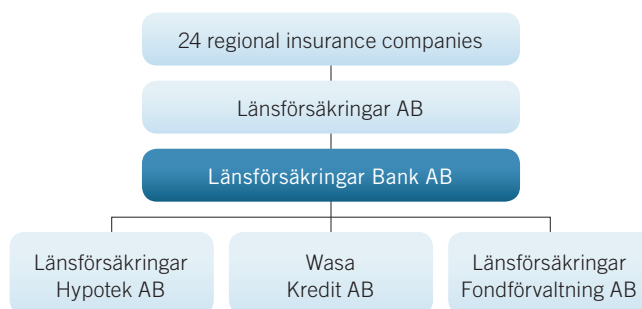 24 regional insurance companies
Länsförsäkringar AB
Länsförsäkringar Bank AB
Länsförsäkringar
Hypotek AB
Wasa
Kredit AB
Länsförsäkringar
Fondförvaltning AB